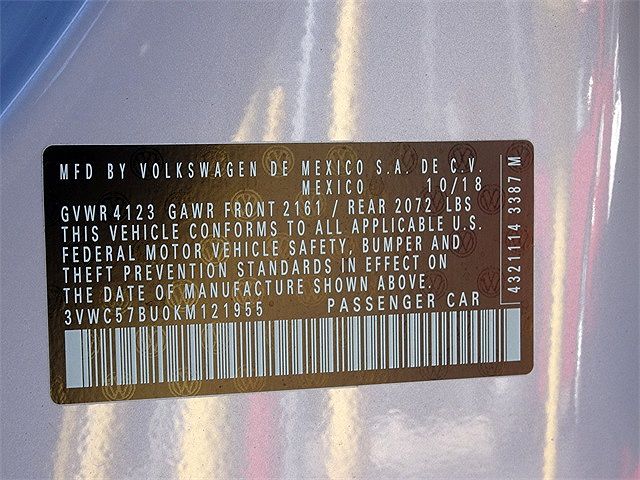 MFD BY VOLKSWAGEN DE MEXICO S.A. DE C.V.
MEXICO 10/18
GVWR 4123 GAWR FRONT 2161 / REAR 2072 LBS
THIS VEHICLE CONFORMS TO ALL APPLICABLE U.S.
FEDERAL MOTOR VEHICLE SAFETY, BUMPER AND
THEFT PREVENTION STANDARDS IN EFFECT ON
THE DATE OF MANUFACTURE SHOWN ABOVE.
3VWC57BU0KM121955 PASSENGER CAR
4321114 3387 M